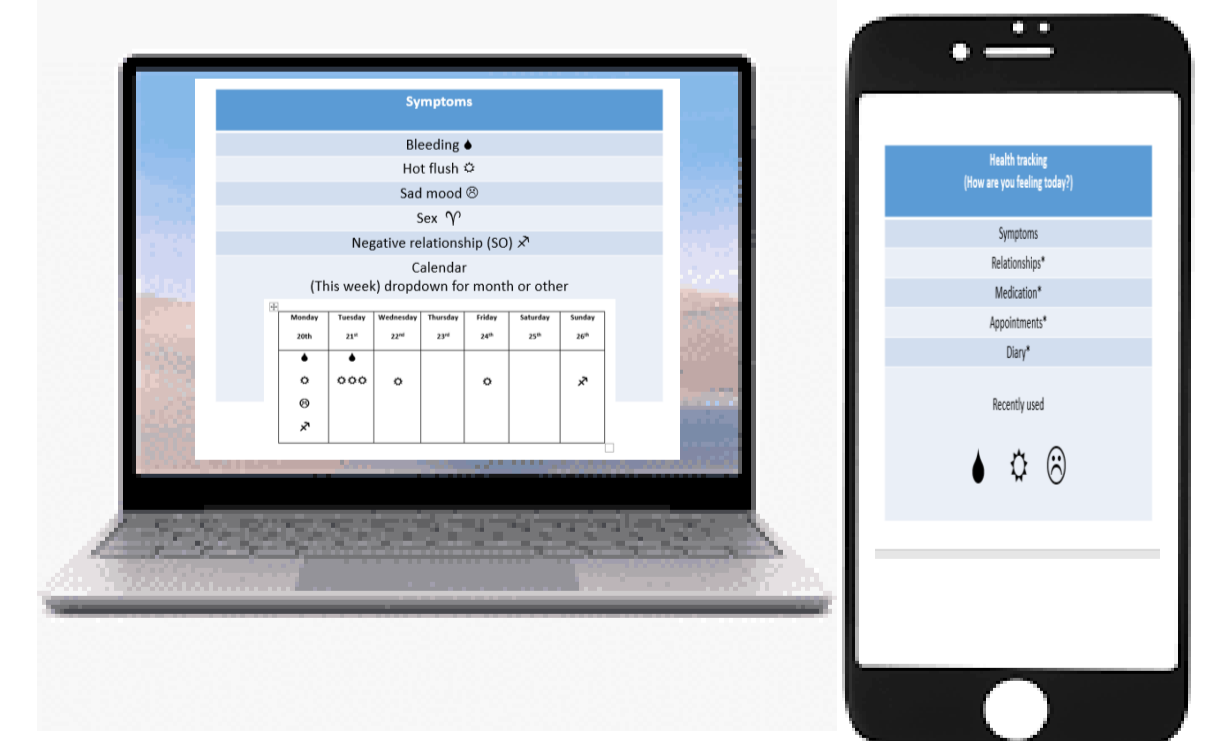 Symptoms
Bleeding 🌢
Hot flush ☼
Sad mood ☹
Sex ♈
Negative relationship (SO) ♐
Calendar
(This week) dropdown for month or other
Monday Tuesday Wednesday Thursday Friday Saturday Sunday
20th 21st 22nd 23rd 24th 25th 26th
Health tracking
(How are you feeling today?)
Symptoms
Relationships*
Medication*
Appointments*
Diary*
Recently used